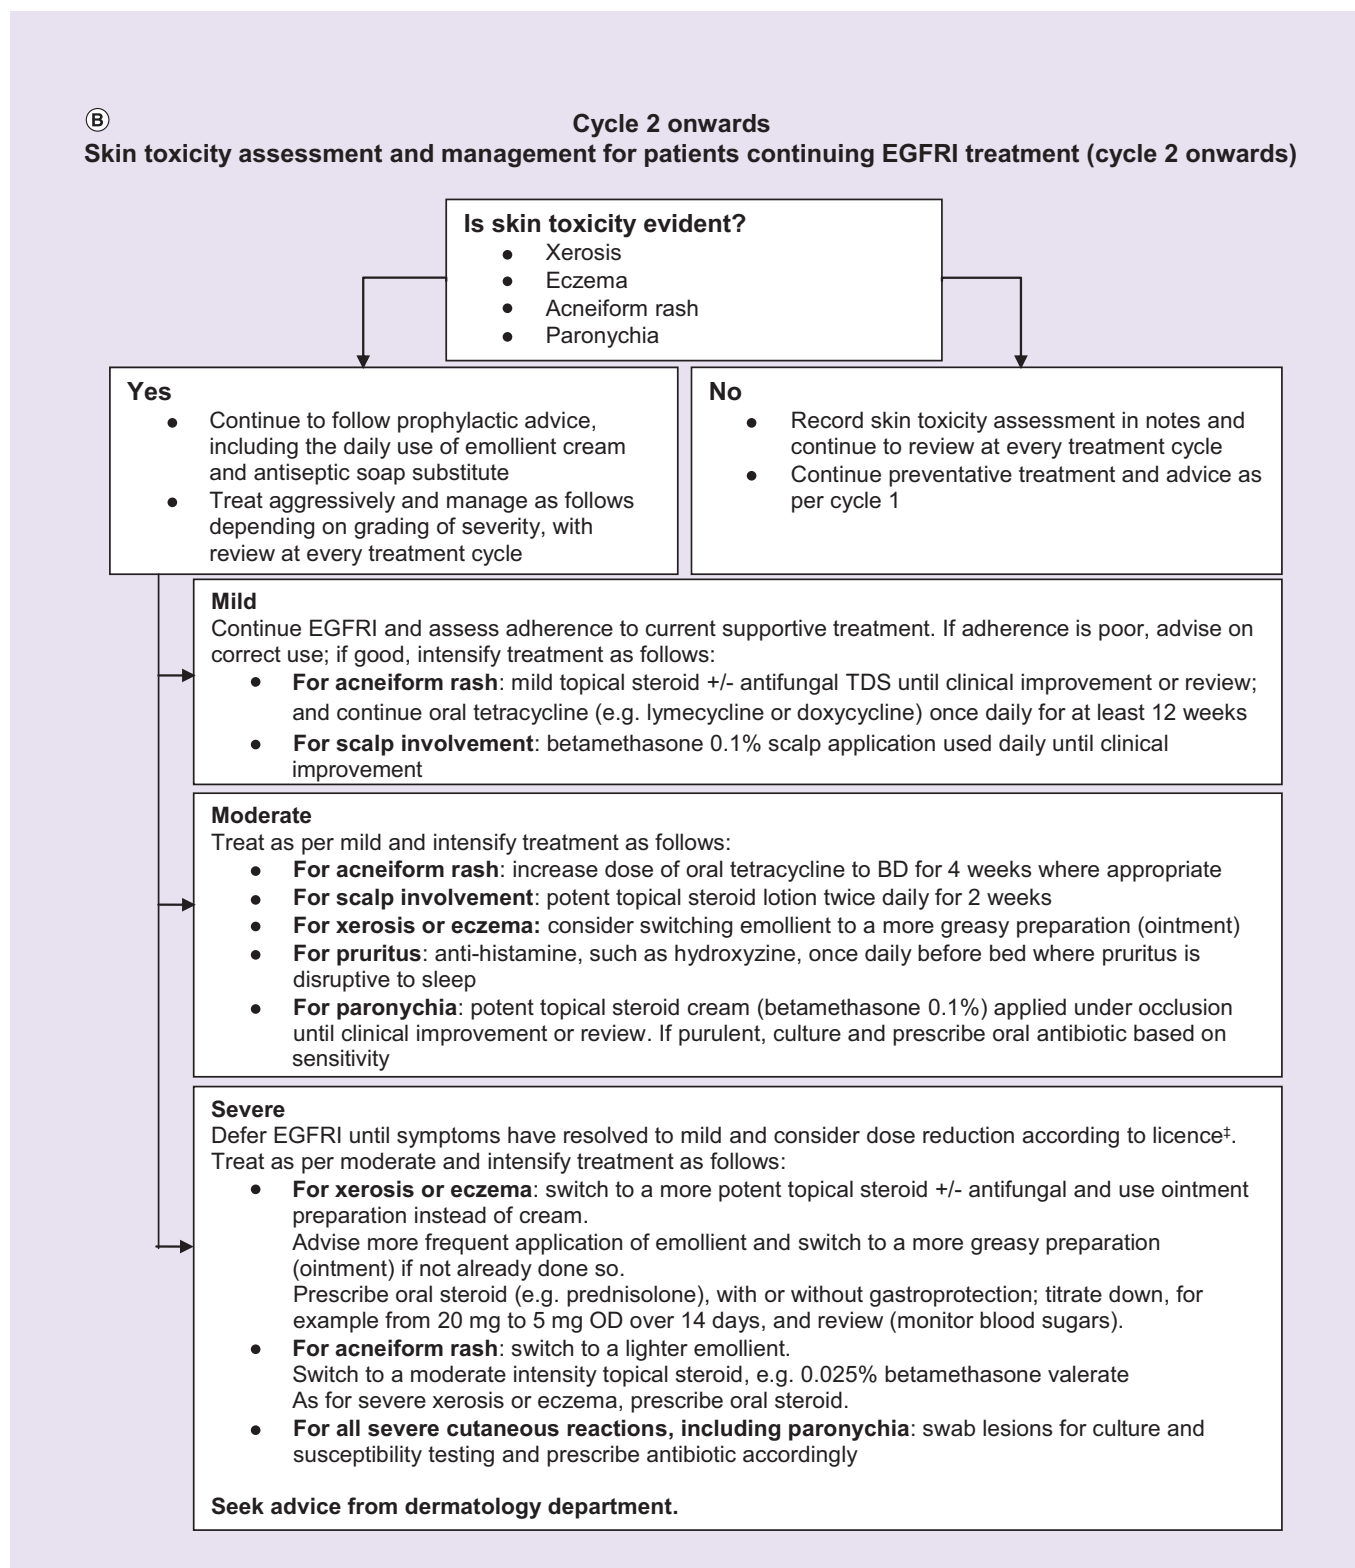 Ⓑ
Cycle 2 onwards
Skin toxicity assessment and management for patients continuing EGFRI treatment (cycle 2 onwards)
Is skin toxicity evident?
● Xerosis
● Eczema
● Acneiform rash
● Paronychia
Yes
● Continue to follow prophylactic advice,
including the daily use of emollient cream
and antiseptic soap substitute
● Treat aggressively and manage as follows
depending on grading of severity, with
review at every treatment cycle
No
● Record skin toxicity assessment in notes and
continue to review at every treatment cycle
● Continue preventative treatment and advice as
per cycle 1
Mild
Continue EGFRI and assess adherence to current supportive treatment. If adherence is poor, advise on
correct use; if good, intensify treatment as follows:
● For acneiform rash: mild topical steroid +/- antifungal TDS until clinical improvement or review;
and continue oral tetracycline (e.g. lymecycline or doxycycline) once daily for at least 12 weeks
● For scalp involvement: betamethasone 0.1% scalp application used daily until clinical
improvement
Moderate
Treat as per mild and intensify treatment as follows:
● For acneiform rash: increase dose of oral tetracycline to BD for 4 weeks where appropriate
● For scalp involvement: potent topical steroid lotion twice daily for 2 weeks
● For xerosis or eczema: consider switching emollient to a more greasy preparation (ointment)
● For pruritus: anti-histamine, such as hydroxyzine, once daily before bed where pruritus is
disruptive to sleep
● For paronychia: potent topical steroid cream (betamethasone 0.1%) applied under occlusion
until clinical improvement or review. If purulent, culture and prescribe oral antibiotic based on
sensitivity
Severe
Defer EGFRI until symptoms have resolved to mild and consider dose reduction according to licence‡.
Treat as per moderate and intensify treatment as follows:
● For xerosis or eczema: switch to a more potent topical steroid +/- antifungal and use ointment
preparation instead of cream.
Advise more frequent application of emollient and switch to a more greasy preparation
(ointment) if not already done so.
Prescribe oral steroid (e.g. prednisolone), with or without gastroprotection; titrate down, for
example from 20 mg to 5 mg OD over 14 days, and review (monitor blood sugars).
● For acneiform rash: switch to a lighter emollient.
Switch to a moderate intensity topical steroid, e.g. 0.025% betamethasone valerate
As for severe xerosis or eczema, prescribe oral steroid.
● For all severe cutaneous reactions, including paronychia: swab lesions for culture and
susceptibility testing and prescribe antibiotic accordingly
Seek advice from dermatology department.